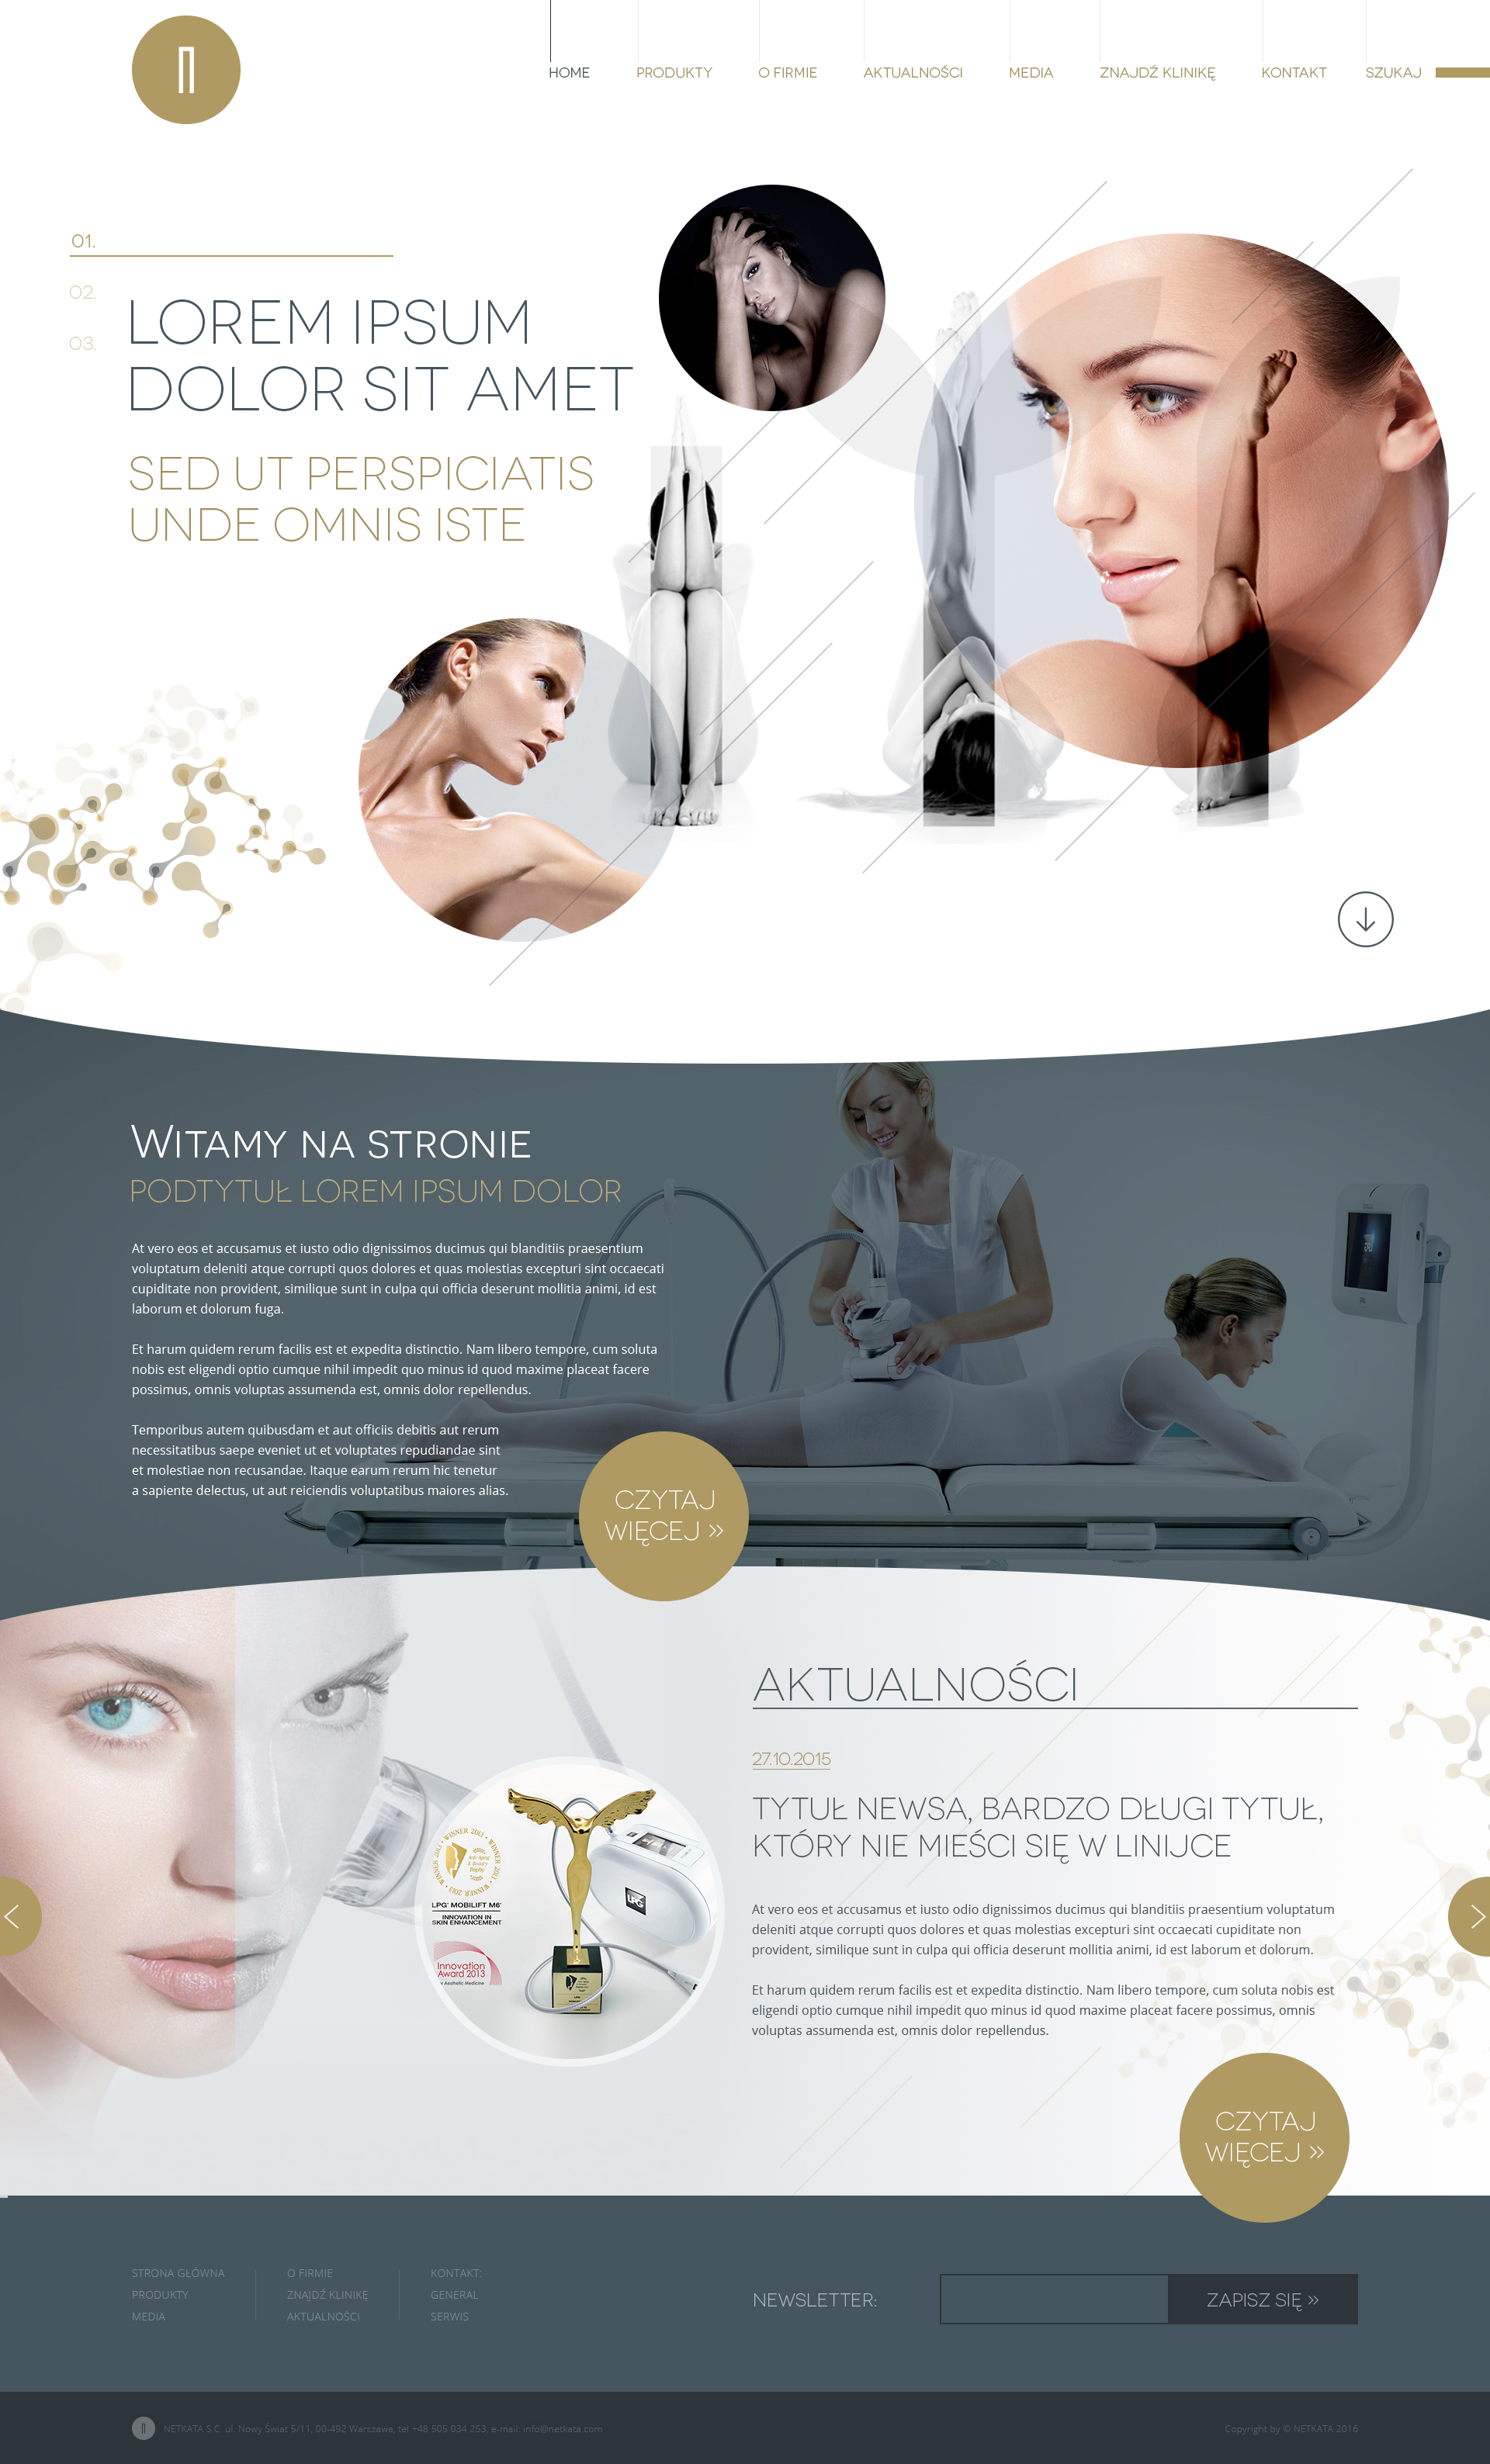 HOME PRODUKTY O FIRMIE AKTUALNOŚCI MEDIA ZNAJDŹ KLINIKĘ KONTAKT SZUKAJ
01.
02.
03.
LOREM IPSUM
DOLOR SIT AMET
SED UT PERSPICIATIS
UNDE OMNIS ISTE
WITAMY NA STRONIE
PODTYTUŁ LOREM IPSUM DOLOR
At vero eos et accusamus et iusto odio dignissimos ducimus qui blanditiis praesentium
voluptatum deleniti atque corrupti quos dolores et quas molestias excepturi sint occaecati
cupiditate non provident, similique sunt in culpa qui officia deserunt mollitia animi, id est
laborum et dolorum fuga.
Et harum quidem rerum facilis est et expedita distinctio. Nam libero tempore, cum soluta
nobis est eligendi optio cumque nihil impedit quo minus id quod maxime placeat facere
possimus, omnis voluptas assumenda est, omnis dolor repellendus.
Temporibus autem quibusdam et aut officiis debitis aut rerum
necessitatibus saepe eveniet ut et voluptates repudiandae sint
et molestiae non recusandae. Itaque earum rerum hic tenetur
a sapiente delectus, ut aut reiciendis voluptatibus maiores alias.
CZYTAJ
WIĘCEJ »
AKTUALNOŚCI
27.10.2015
TYTUŁ NEWSA, BARDZO DŁUGI TYTUŁ,
KTÓRY NIE MIEŚCI SIĘ W LINIJCE
At vero eos et accusamus et iusto odio dignissimos ducimus qui blanditiis praesentium voluptatum
deleniti atque corrupti quos dolores et quas molestias excepturi sint occaecati cupiditate non
provident, similique sunt in culpa qui officia deserunt mollitia animi, id est laborum et dolorum.
Et harum quidem rerum facilis est et expedita distinctio. Nam libero tempore, cum soluta nobis est
eligendi optio cumque nihil impedit quo minus id quod maxime placeat facere possimus, omnis
voluptas assumenda est, omnis dolor repellendus.
CZYTAJ
WIĘCEJ »
WINNER 2013 • WINNER 2013 • WINNER 2013 •
Anti-Aging
& Beauty
Trophy
LPG® MOBILIFT M6®
INNOVATION IN
SKIN ENHANCEMENT
Innovation
Award 2013
Aesthetic Medicine
LPG
STRONA GŁÓWNA
PRODUKTY
MEDIA
O FIRMIE
ZNAJDŹ KLINIKĘ
AKTUALNOŚCI
KONTAKT:
GENERAL
SERWIS
NEWSLETTER:
ZAPISZ SIĘ »
NETKATA S.C. ul. Nowy Świat 5/11, 00-492 Warszawa, tel +48 505 034 253, e-mail: info@netkata.com
Copyright by © NETKATA 2016